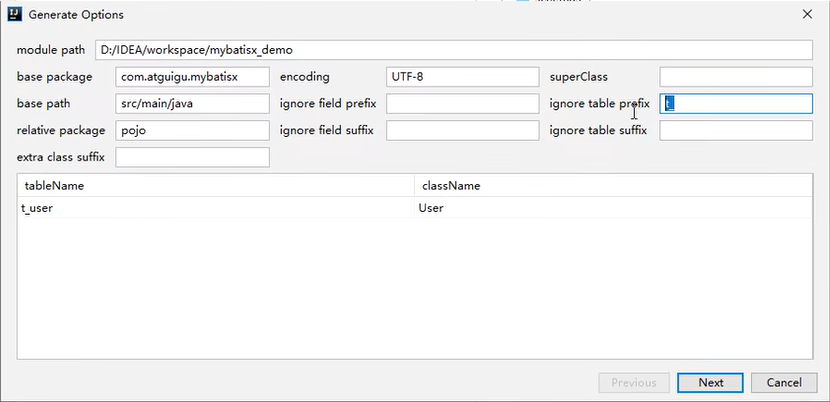 Generate Options
module path D:/IDEA/workspace/mybatisx_demo
base package com.atguigu.mybatisx encoding UTF-8 superClass
base path src/main/java ignore field prefix ignore table prefix t_
relative package pojo ignore field suffix ignore table suffix
extra class suffix
tableName className
t_user User
Previous Next Cancel